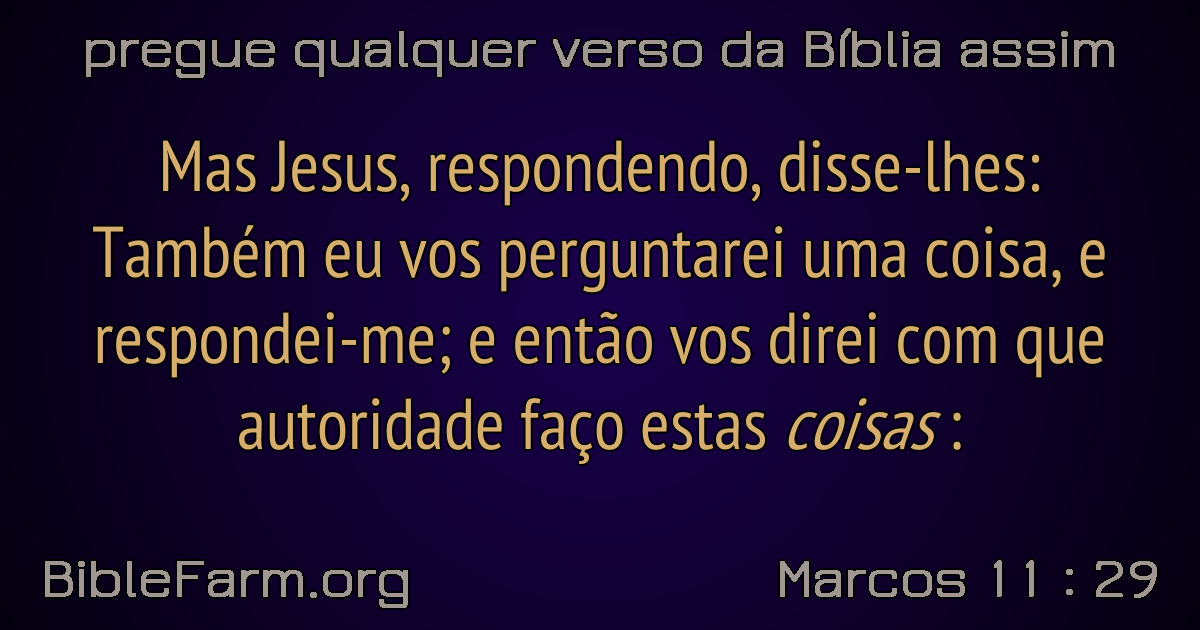 pregue qualquer verso da Bíblia assim
Mas Jesus, respondendo, disse-lhes:
Também eu vos perguntarei uma coisa, e
respondei-me; e então vos direi com que
autoridade faço estas coisas :
BibleFarm.org
Marcos 11 : 29